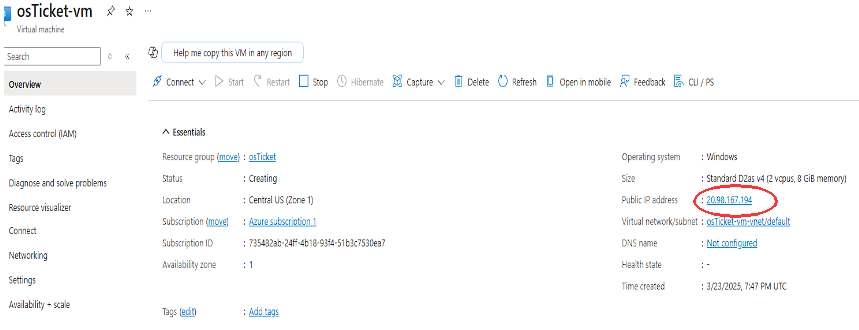 osTicket-vm
Virtual machine
Search
Overview
Activity log
Access control (IAM)
Tags
Diagnose and solve problems
Resource visualizer
Connect
Networking
Settings
Availability + scale
Help me copy this VM in any region
Connect Start Restart Stop Hibernate Capture Delete Refresh Open in mobile Feedback CLI / PS
Essentials
Resource group (move) : osTicket
Status : Creating
Location : Central US (Zone 1)
Subscription (move) : Azure subscription 1
Subscription ID : 735482ab-24ff-4b18-93f4-51b3c7530ea7
Availability zone : 1
Operating system : Windows
Size : Standard D2as v4 (2 vcpus, 8 GiB memory)
Public IP address : 20.98.167.194
Virtual network/subnet : osTicket-vm-vnet/default
DNS name : Not configured
Health state : -
Time created : 3/23/2025, 7:47 PM UTC
Tags (edit) : Add tags